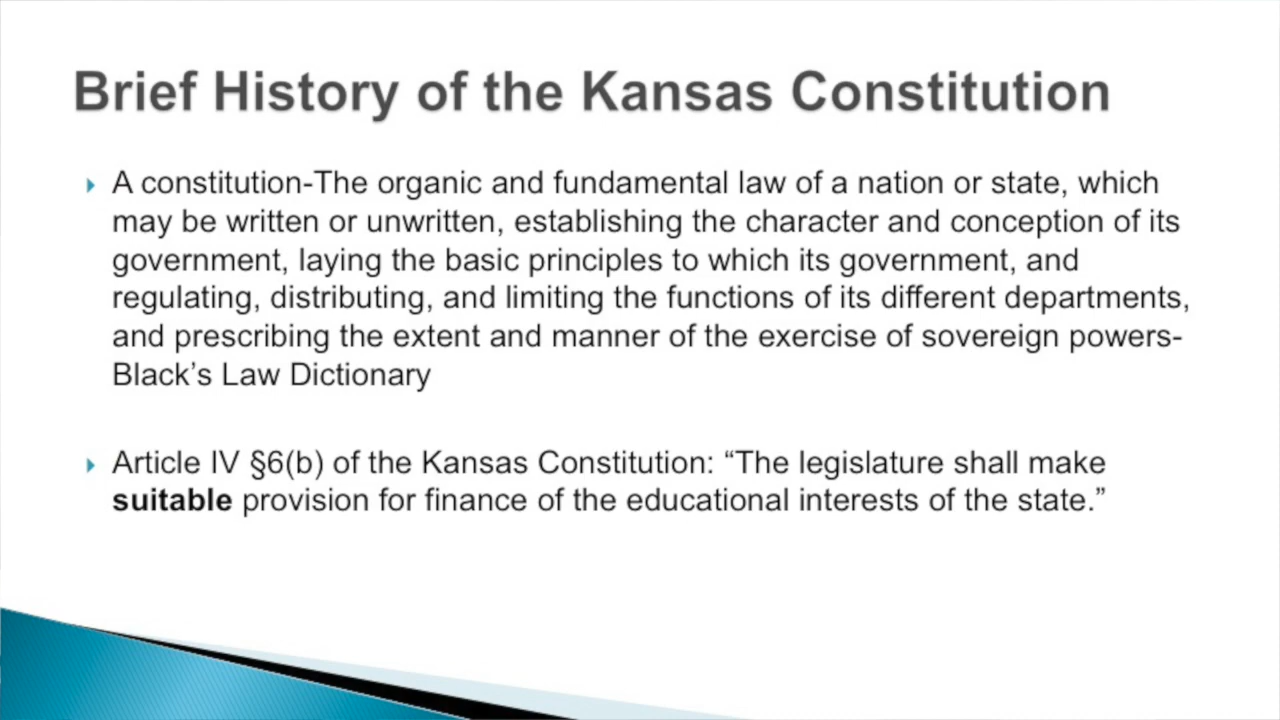 Brief History of the Kansas Constitution
A constitution-The organic and fundamental law of a nation or state, which
may be written or unwritten, establishing the character and conception of its
government, laying the basic principles to which its government, and
regulating, distributing, and limiting the functions of its different departments,
and prescribing the extent and manner of the exercise of sovereign powers-
Black’s Law Dictionary
Article IV §6(b) of the Kansas Constitution: “The legislature shall make
suitable provision for finance of the educational interests of the state.”